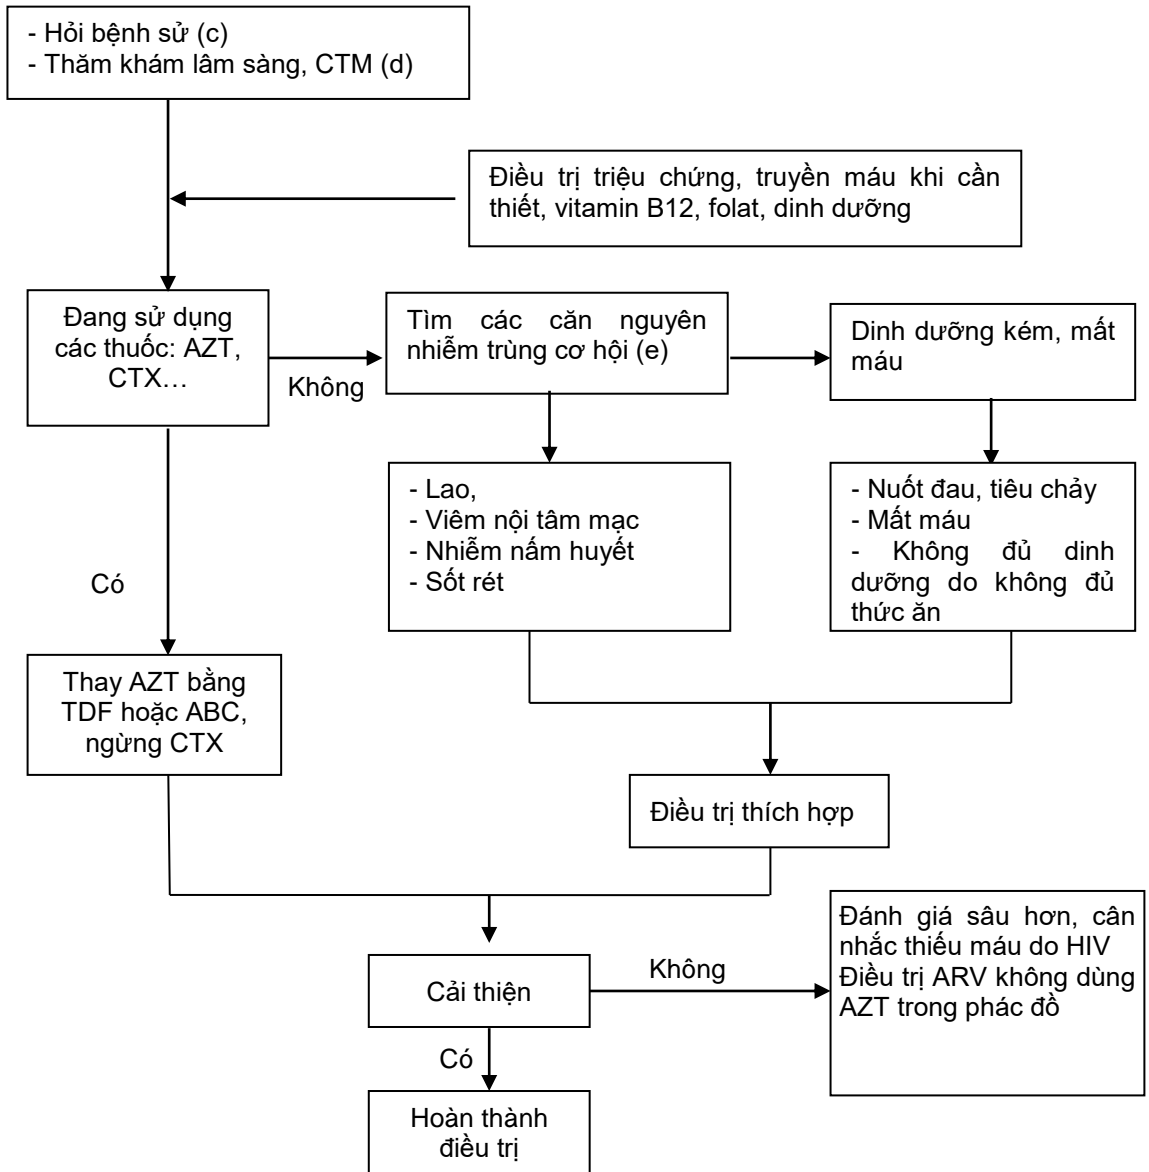 - Hỏi bệnh sử (c)
- Thăm khám lâm sàng, CTM (d)
Điều trị triệu chứng, truyền máu khi cần
thiết, vitamin B12, folat, dinh dưỡng
Đang sử dụng
các thuốc: AZT,
CTX…
Không
Tìm các căn nguyên
nhiễm trùng cơ hội (e)
Dinh dưỡng kém, mất
máu
- Lao,
- Viêm nội tâm mạc
- Nhiễm nấm huyết
- Sốt rét
- Nuốt đau, tiêu chảy
- Mất máu
- Không đủ dinh
dưỡng do không đủ
thức ăn
Có
Thay AZT bằng
TDF hoặc ABC,
ngừng CTX
Điều trị thích hợp
Cải thiện
Không
Đánh giá sâu hơn, cân
nhắc thiếu máu do HIV
Điều trị ARV không dùng
AZT trong phác đồ
Có
Hoàn thành
điều trị